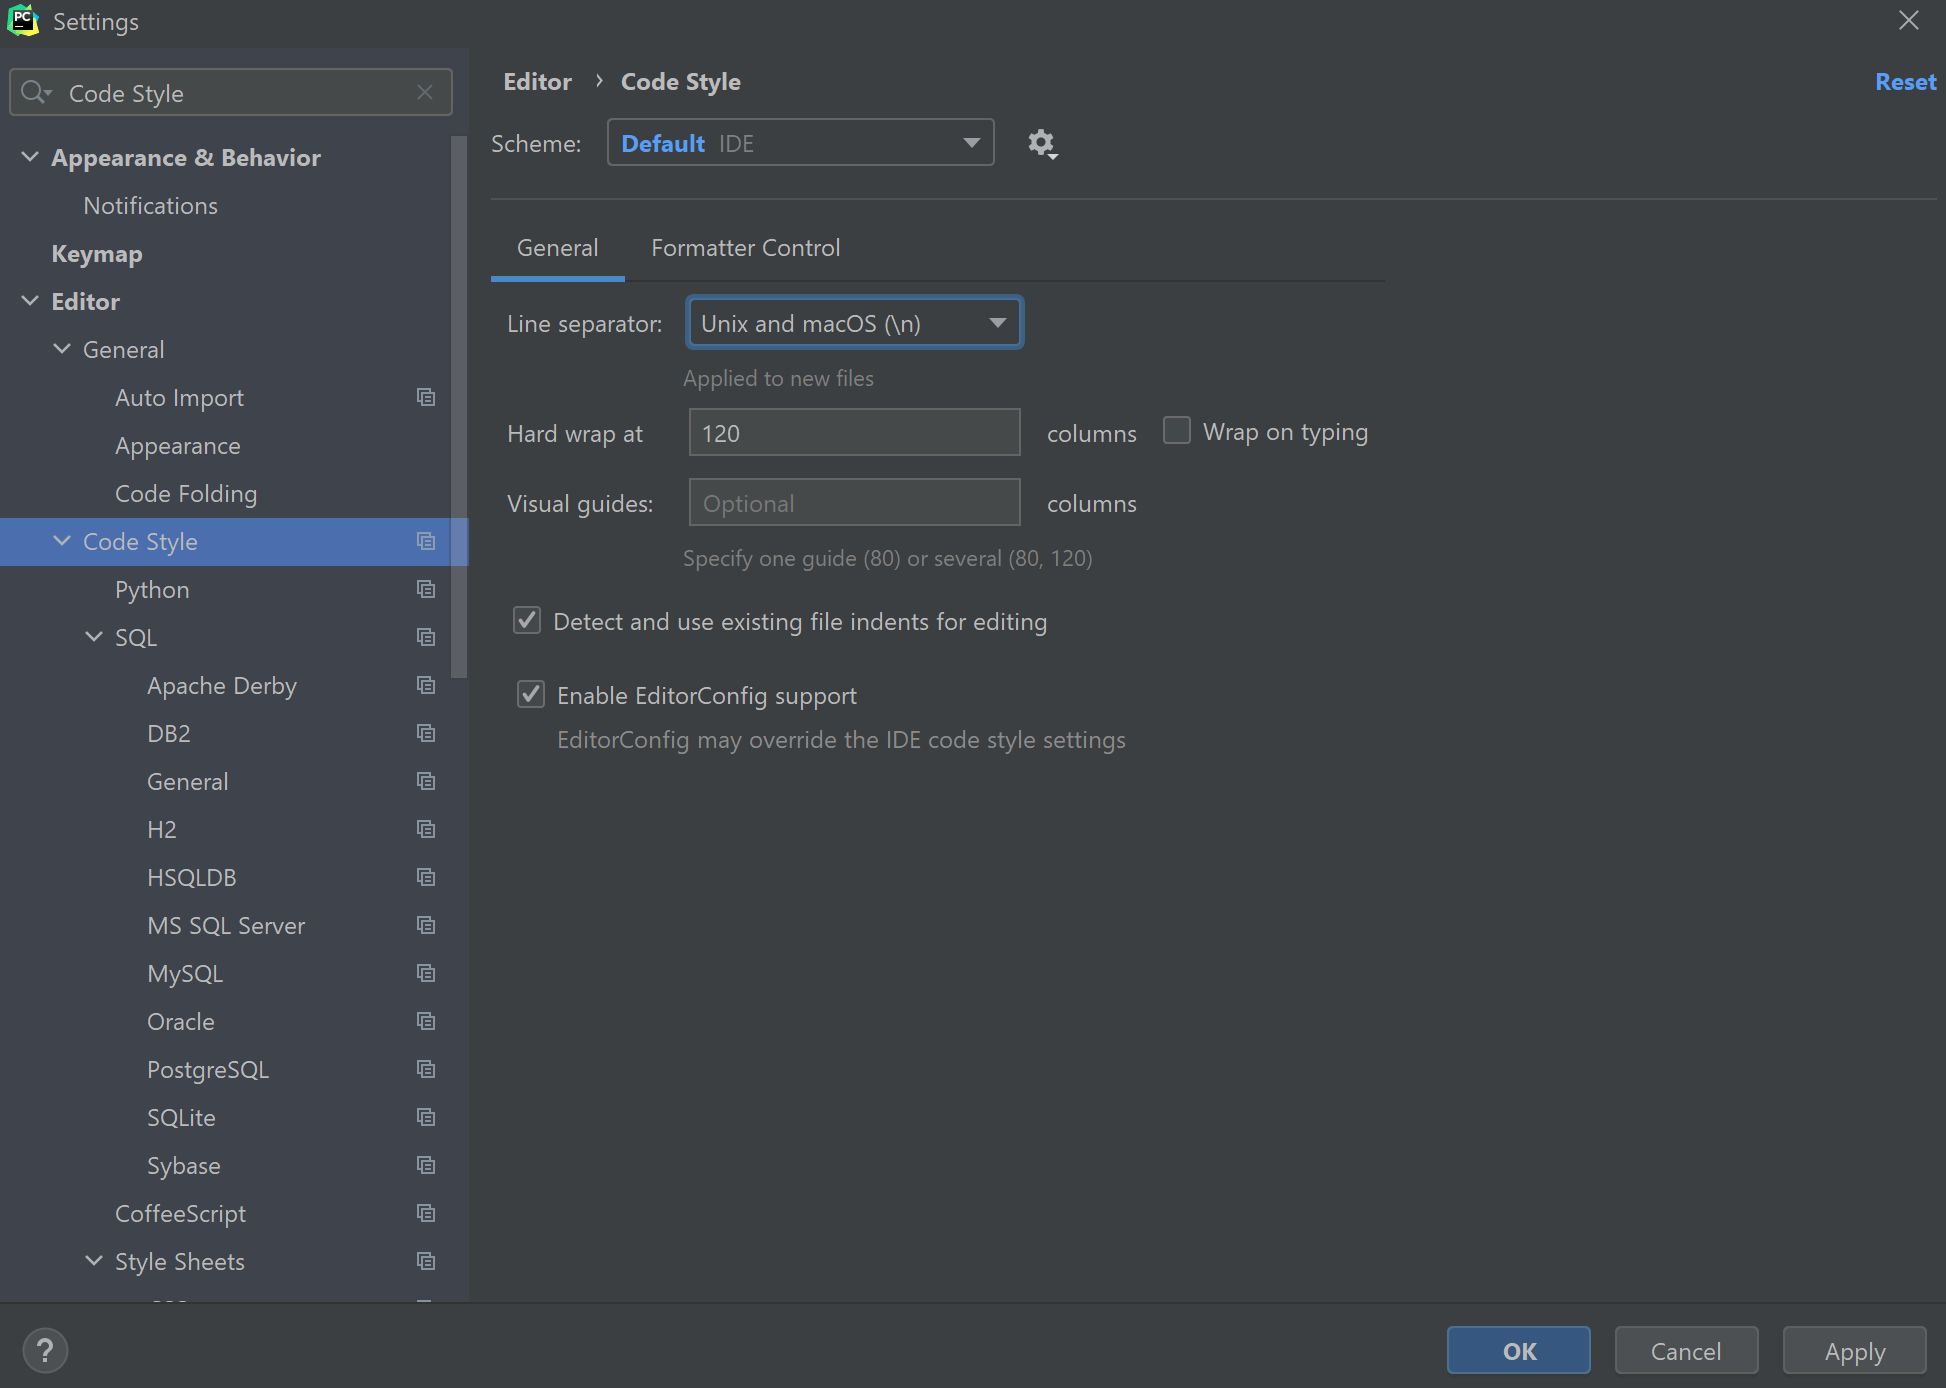 PC
Settings
Code Style
Appearance & Behavior
Notifications
Keymap
Editor
General
Auto Import
Appearance
Code Folding
Code Style
Python
SQL
Apache Derby
DB2
General
H2
HSQLDB
MS SQL Server
MySQL
Oracle
PostgreSQL
SQLite
Sybase
CoffeeScript
Style Sheets
Editor › Code Style
Reset
Scheme: Default IDE
General Formatter Control
Line separator: Unix and macOS (\n)
Applied to new files
Hard wrap at 120 columns Wrap on typing
Visual guides: Optional columns
Specify one guide (80) or several (80, 120)
Detect and use existing file indents for editing
Enable EditorConfig support
EditorConfig may override the IDE code style settings
?
OK Cancel Apply